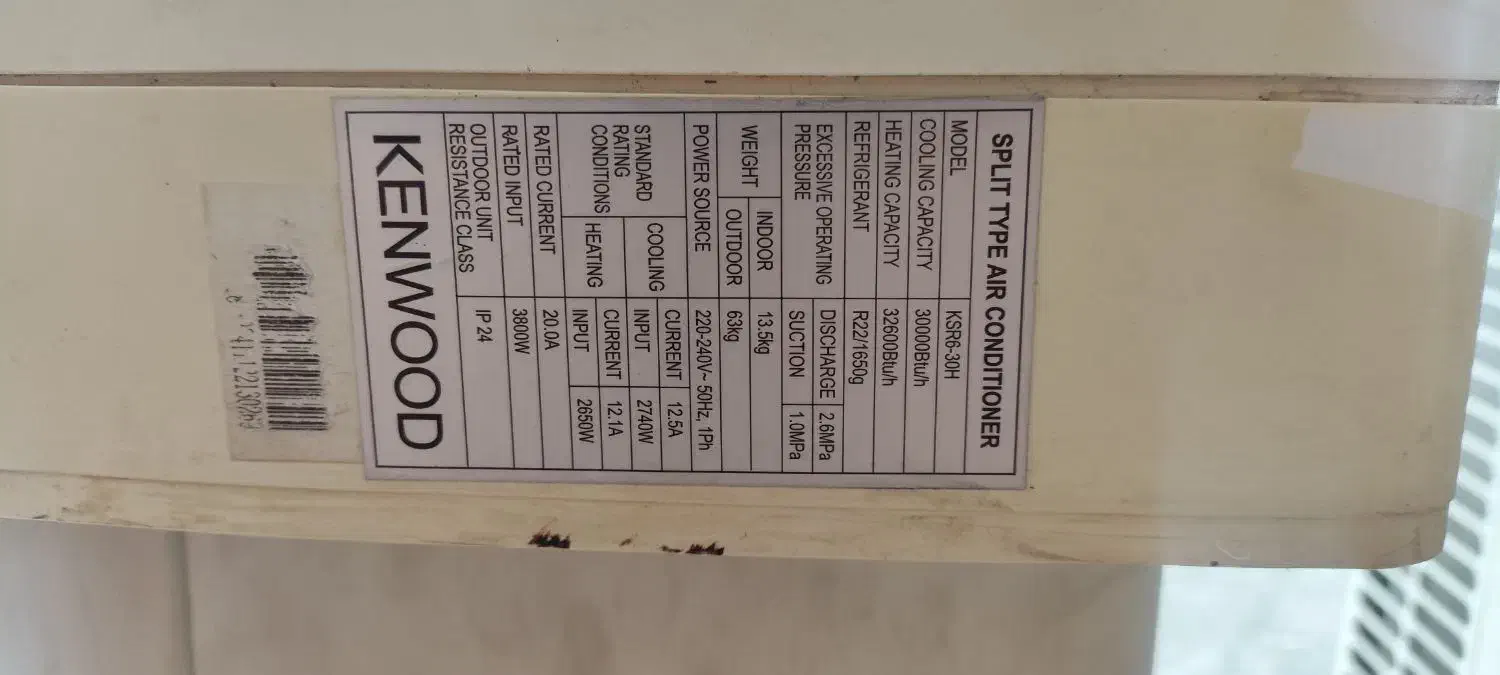 SPLIT TYPE AIR CONDITIONER
MODEL KSR6-30H
COOLING CAPACITY 30000Btu/h
HEATING CAPACITY 32600Btu/h
REFRIGERANT R22/1650g
EXCESSIVE OPERATING PRESSURE DISCHARGE 2.6MPa
SUCTION 1.0MPa
WEIGHT INDOOR 13.5kg
OUTDOOR 63kg
POWER SOURCE 220-240V~ 50Hz, 1Ph
STANDARD RATING CONDITIONS COOLING CURRENT 12.5A
INPUT 2740W
HEATING CURRENT 12.1A
INPUT 2650W
RATED CURRENT 20.0A
RATED INPUT 3800W
OUTDOOR UNIT RESISTANCE CLASS IP 24
KENWOOD